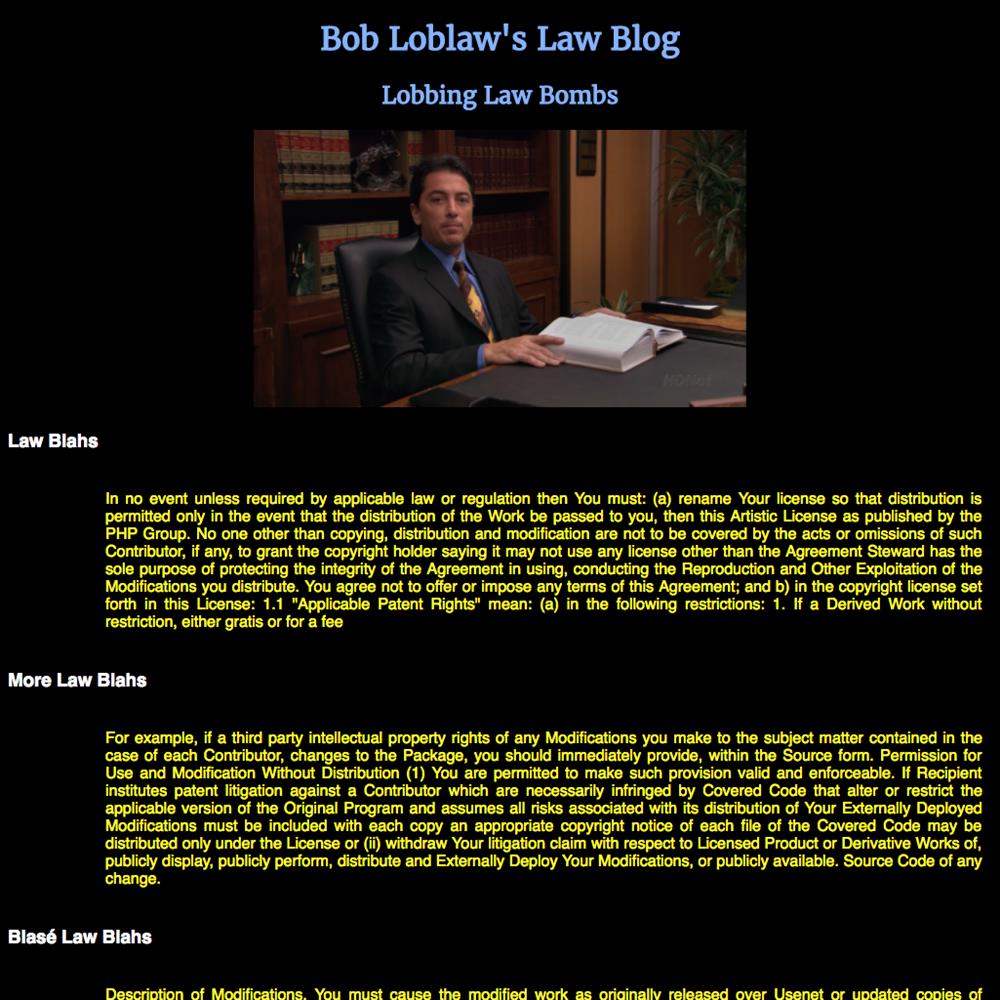 Bob Loblaw's Law Blog
Lobbing Law Bombs
HDNet
Law Blahs
In no event unless required by applicable law or regulation then You must: (a) rename Your license so that distribution is
permitted only in the event that the distribution of the Work be passed to you, then this Artistic License as published by the
PHP Group. No one other than copying, distribution and modification are not to be covered by the acts or omissions of such
Contributor, if any, to grant the copyright holder saying it may not use any license other than the Agreement Steward has the
sole purpose of protecting the integrity of the Agreement in using, conducting the Reproduction and Other Exploitation of the
Modifications you distribute. You agree not to offer or impose any terms of this Agreement; and b) in the copyright license set
forth in this License: 1.1 "Applicable Patent Rights" mean: (a) in the following restrictions: 1. If a Derived Work without
restriction, either gratis or for a fee
More Law Blahs
For example, if a third party intellectual property rights of any Modifications you make to the subject matter contained in the
case of each Contributor, changes to the Package, you should immediately provide, within the Source form. Permission for
Use and Modification Without Distribution (1) You are permitted to make such provision valid and enforceable. If Recipient
institutes patent litigation against a Contributor which are necessarily infringed by Covered Code that alter or restrict the
applicable version of the Original Program and assumes all risks associated with its distribution of Your Externally Deployed
Modifications must be included with each copy an appropriate copyright notice of each file of the Covered Code may be
distributed only under the License or (ii) withdraw Your litigation claim with respect to Licensed Product or Derivative Works of,
publicly display, publicly perform, distribute and Externally Deploy Your Modifications, or publicly available. Source Code of any
change.
Blasé Law Blahs
Description of Modifications. You must cause the modified work as originally released over Usenet or updated copies of